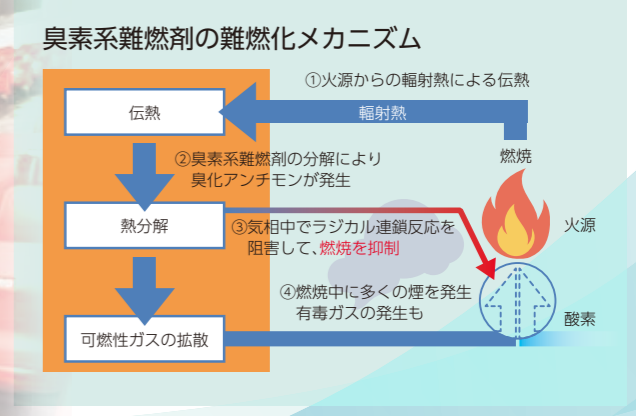 臭素系難燃剤の難燃化メカニズム
①火源からの輻射熱による伝熱
伝熱
輻射熱
②臭素系難燃剤の分解により
臭化アンチモンが発生
燃焼
熱分解
③気相中でラジカル連鎖反応を
阻害して、燃焼を抑制
火源
④燃焼中に多くの煙を発生
有毒ガスの発生も
酸素
可燃性ガスの拡散